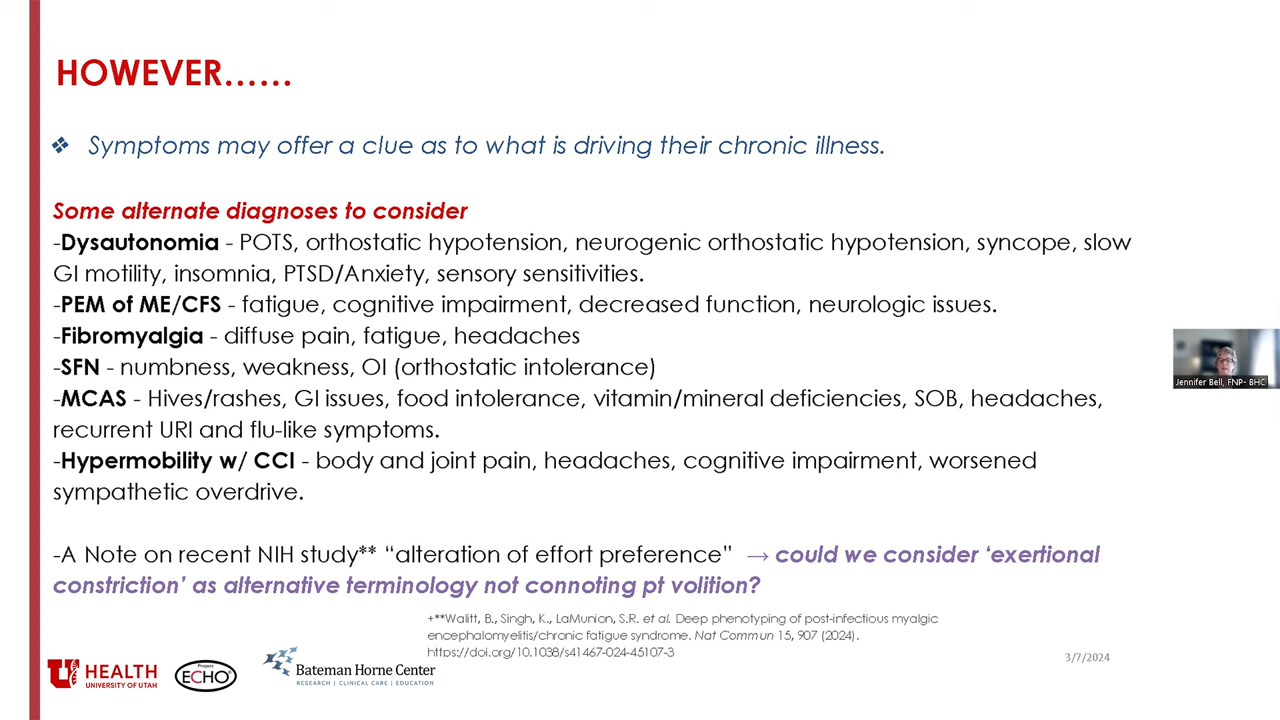 HOWEVER……
❖ Symptoms may offer a clue as to what is driving their chronic illness.
Some alternate diagnoses to consider
-Dysautonomia - POTS, orthostatic hypotension, neurogenic orthostatic hypotension, syncope, slow
GI motility, insomnia, PTSD/Anxiety, sensory sensitivities.
-PEM of ME/CFS - fatigue, cognitive impairment, decreased function, neurologic issues.
-Fibromyalgia - diffuse pain, fatigue, headaches
-SFN - numbness, weakness, OI (orthostatic intolerance)
-MCAS - Hives/rashes, GI issues, food intolerance, vitamin/mineral deficiencies, SOB, headaches,
recurrent URI and flu-like symptoms.
-Hypermobility w/ CCI - body and joint pain, headaches, cognitive impairment, worsened
sympathetic overdrive.
-A Note on recent NIH study** “alteration of effort preference” → could we consider ‘exertional
constriction’ as alternative terminology not connoting pt volition?
+**Walitt, B., Singh, K., LaMunion, S.R. et al. Deep phenotyping of post-infectious myalgic
encephalomyelitis/chronic fatigue syndrome. Nat Commun 15, 907 (2024).
https://doi.org/10.1038/s41467-024-45107-3
3/7/2024
Jennifer Bell, FNP- BHC
U HEALTH
UNIVERSITY OF UTAH
Project
ECHO®
Bateman Horne Center
RESEARCH | CLINICAL CARE | EDUCATION